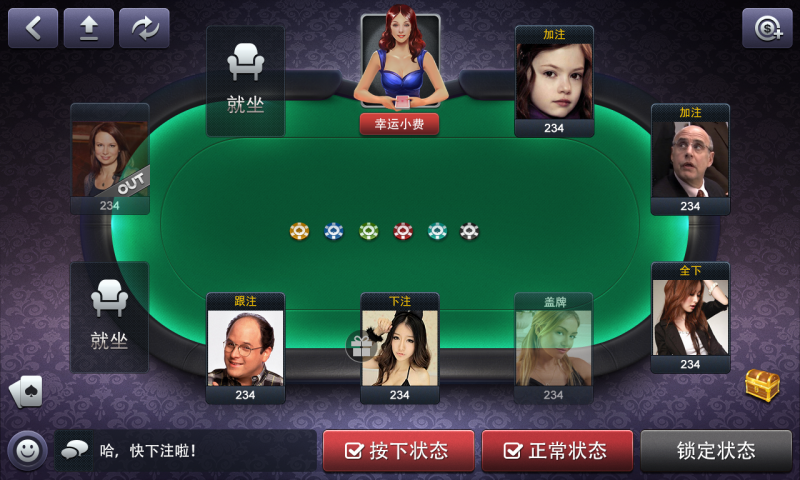 加注
就坐
幸运小费
234
加注
OUT
234
234
全下
就坐
跟注
下注
盖牌
234
234
234
234
哈，快下注啦！
按下状态
正常状态
锁定状态